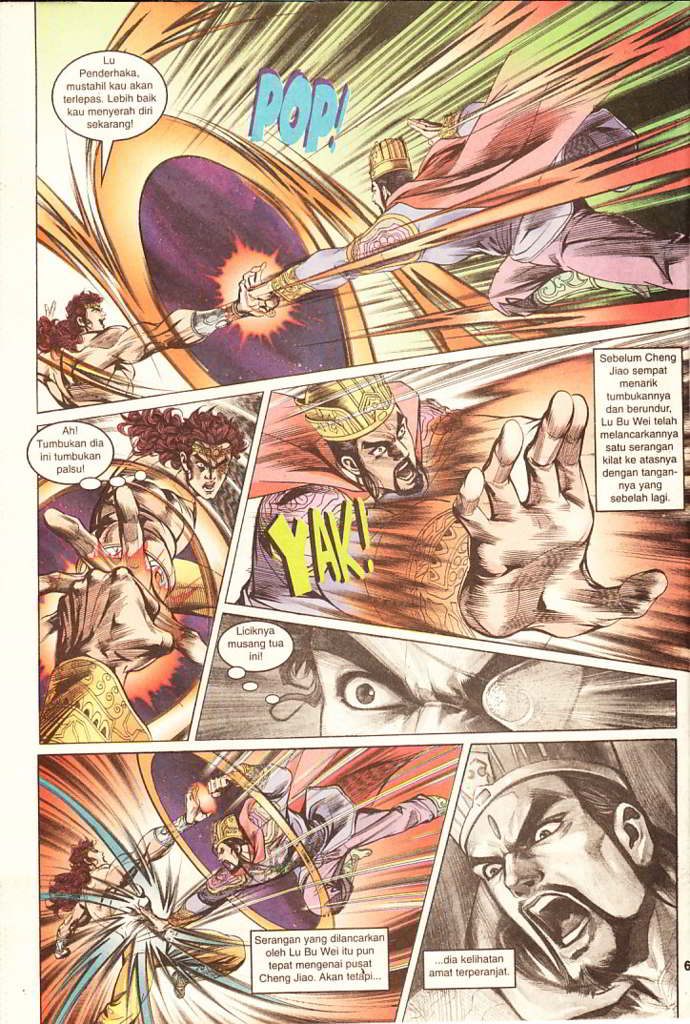 Lu
Penderhaka,
mustahil kau akan
terlepas. Lebih baik
kau menyerah diri
sekarang!
POP!
Sebelum Cheng
Jiao sempat
menarik
tumbukannya
dan berundur,
Lu Bu Wei telah
melancarkannya
satu serangan
kilat ke atasnya
dengan tangan-
nya yang
sebelah lagi.
Ah!
Tumbukan dia
ini tumbukan
palsu!
YAK!
Liciknya
musang tua
ini!
Serangan yang dilancarkan
oleh Lu Bu Wei itu pun
tepat mengenai pusat
Cheng Jiao. Akan tetapi...
...dia kelihatan
amat terperanjat.
6